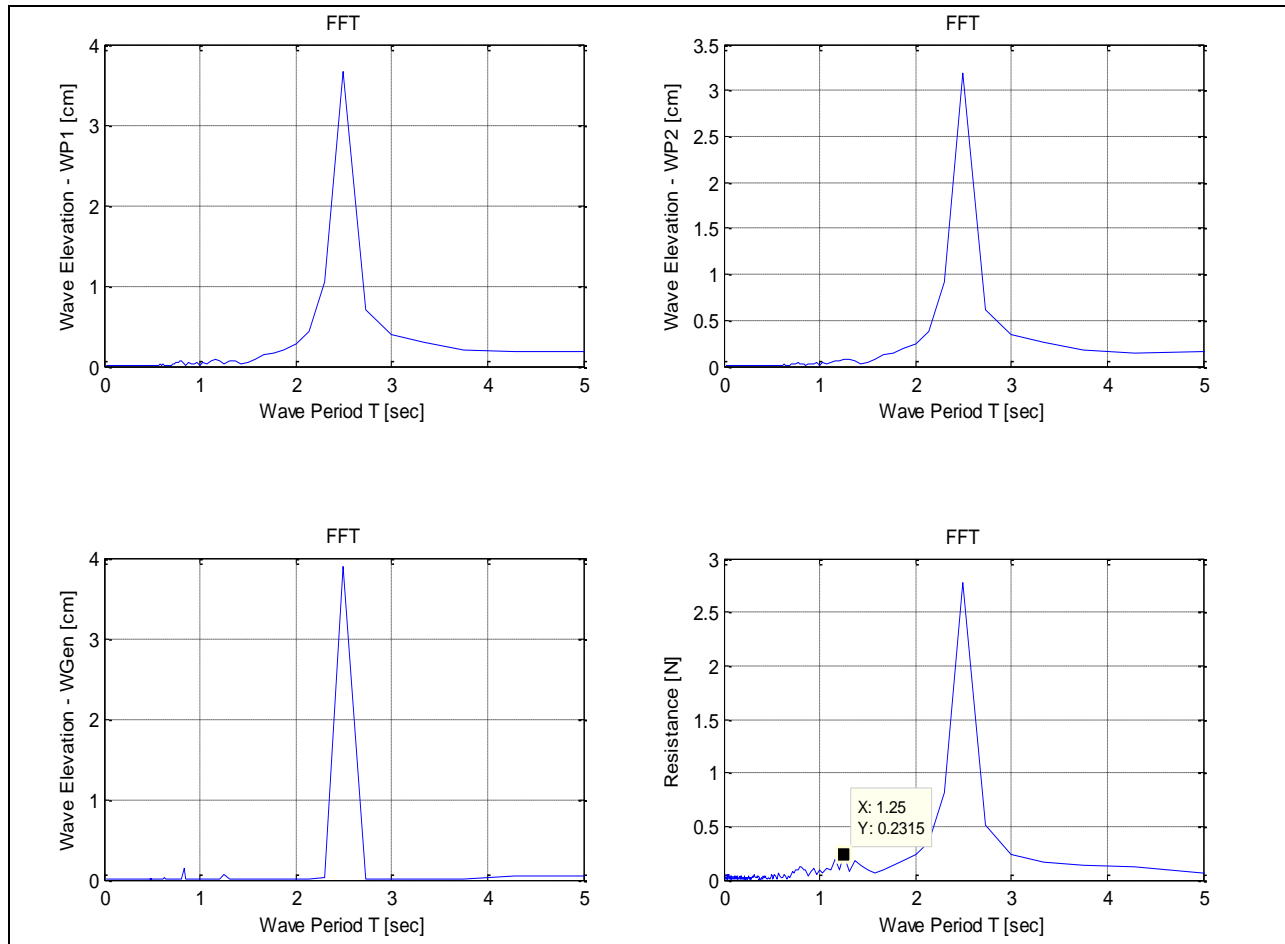 FFT
4
3
2
1
0
Wave Elevation - WP1 [cm]
0 1 2 3 4 5
Wave Period T [sec]
FFT
3.5
3
2.5
2
1.5
1
0.5
0
Wave Elevation - WP2 [cm]
0 1 2 3 4 5
Wave Period T [sec]
FFT
4
3
2
1
0
Wave Elevation - WGen [cm]
0 1 2 3 4 5
Wave Period T [sec]
FFT
3
2.5
2
1.5
1
0.5
0
Resistance [N]
X: 1.25
Y: 0.2315
0 1 2 3 4 5
Wave Period T [sec]